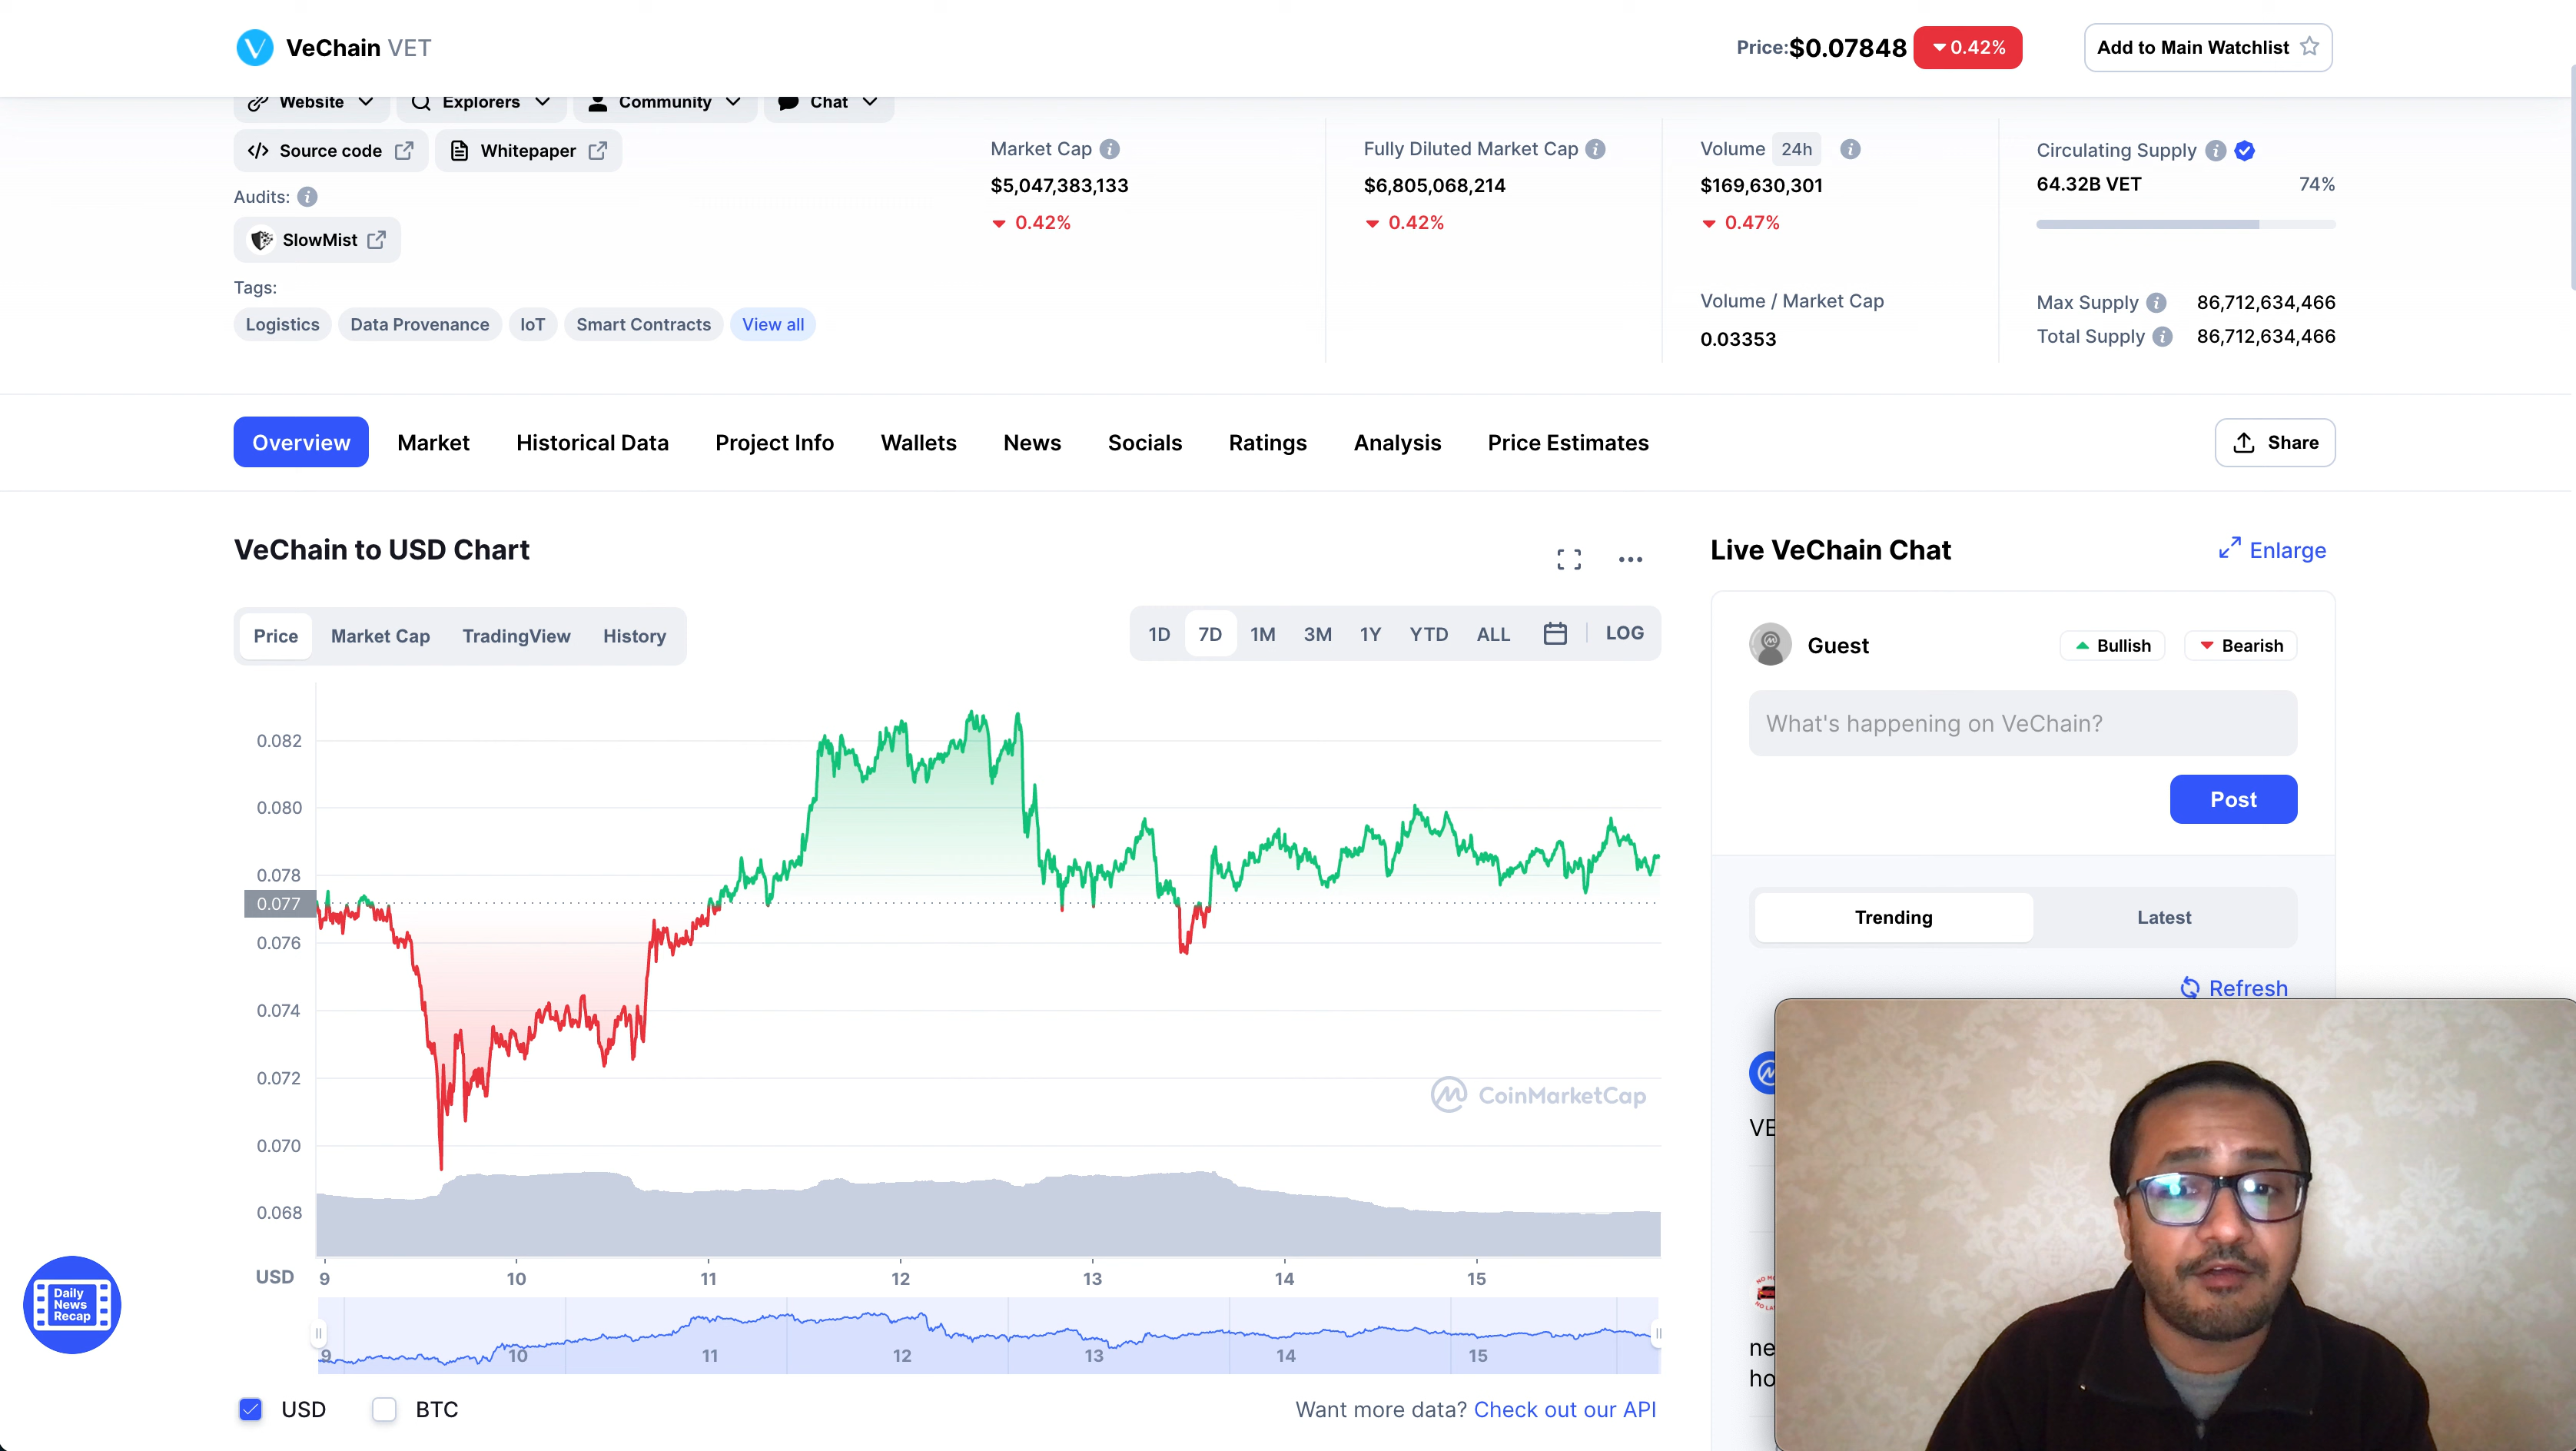 VeChain VET
Price: $0.07848 0.42%
Add to Main Watchlist
Website Explorers Community Chat
Source code Whitepaper
Audits:
SlowMist
Tags:
Logistics Data Provenance IoT Smart Contracts View all
Market Cap
$5,047,383,133
0.42%
Fully Diluted Market Cap
$6,805,068,214
0.42%
Volume 24h
$169,630,301
0.47%
Volume / Market Cap
0.03353
Circulating Supply
64.32B VET 74%
Max Supply 86,712,634,466
Total Supply 86,712,634,466
Overview Market Historical Data Project Info Wallets News Socials Ratings Analysis Price Estimates Share
VeChain to USD Chart
Price Market Cap TradingView History
1D 7D 1M 3M 1Y YTD ALL LOG
0.082
0.080
0.078
0.077
0.076
0.074
0.072
0.070
0.068
CoinMarketCap
USD 9 10 11 12 13 14 15
9 10 11 12 13 14 15
USD BTC
Want more data? Check out our API
Live VeChain Chat Enlarge
Guest Bullish Bearish
What's happening on VeChain?
Post
Trending Latest
Refresh
VE
ne
ho
Daily
News
Recap